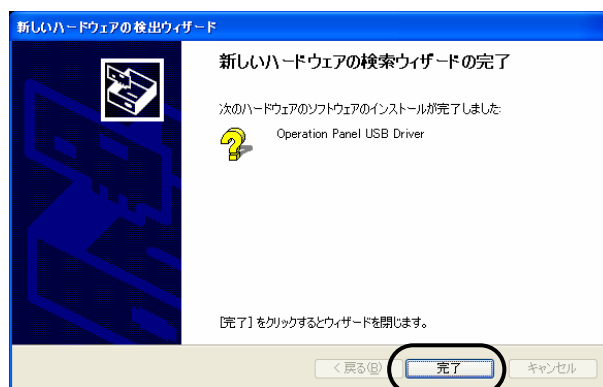 新しいハードウェアの検出ウィザード
新しいハードウェアの検索ウィザードの完了
次のハードウェアのソフトウェアのインストールが完了しました:
Operation Panel USB Driver
[完了] をクリックするとウィザードを閉じます。
< 戻る(B)
完了
キャンセル